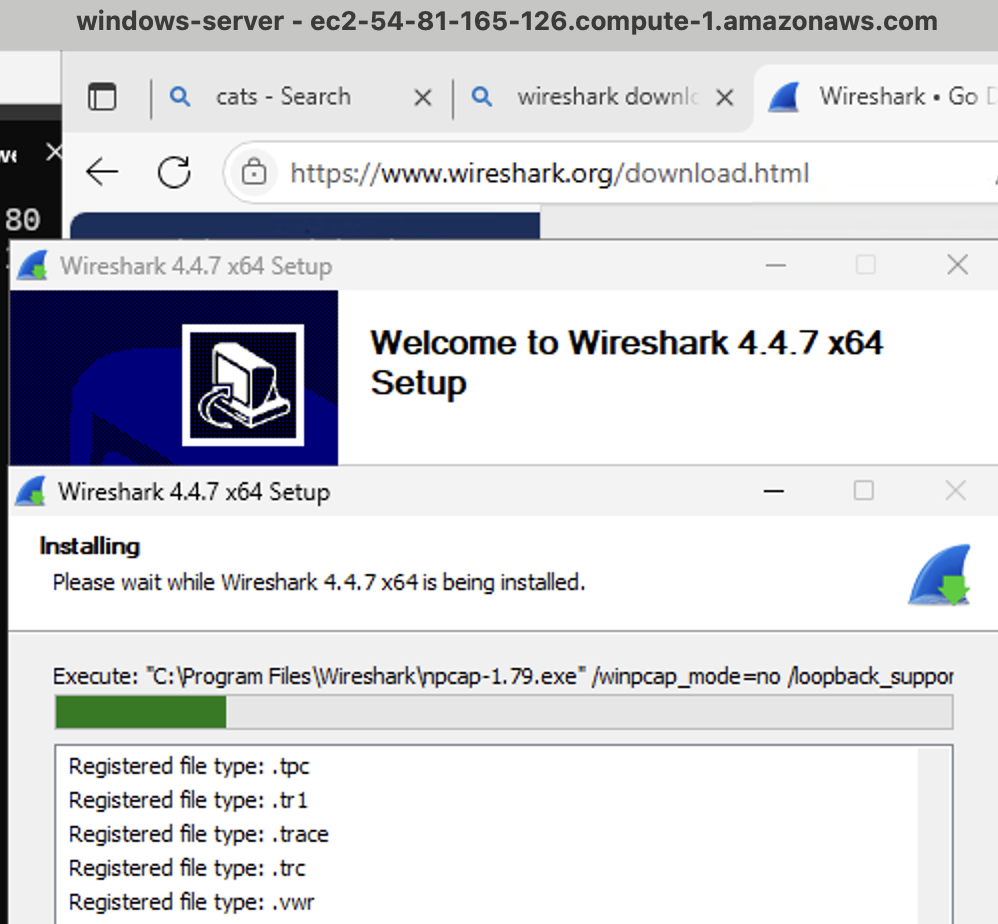 windows-server - ec2-54-81-165-126.compute-1.amazonaws.com
cats - Search
wireshark downlo
Wireshark • Go D
https://www.wireshark.org/download.html
80
Wireshark 4.4.7 x64 Setup
Welcome to Wireshark 4.4.7 x64
Setup
Wireshark 4.4.7 x64 Setup
Installing
Please wait while Wireshark 4.4.7 x64 is being installed.
Execute: "C:\Program Files\Wireshark\npcap-1.79.exe" /winpcap_mode=no /loopback_suppor
Registered file type: .tpc
Registered file type: .tr1
Registered file type: .trace
Registered file type: .trc
Registered file type: .vwr